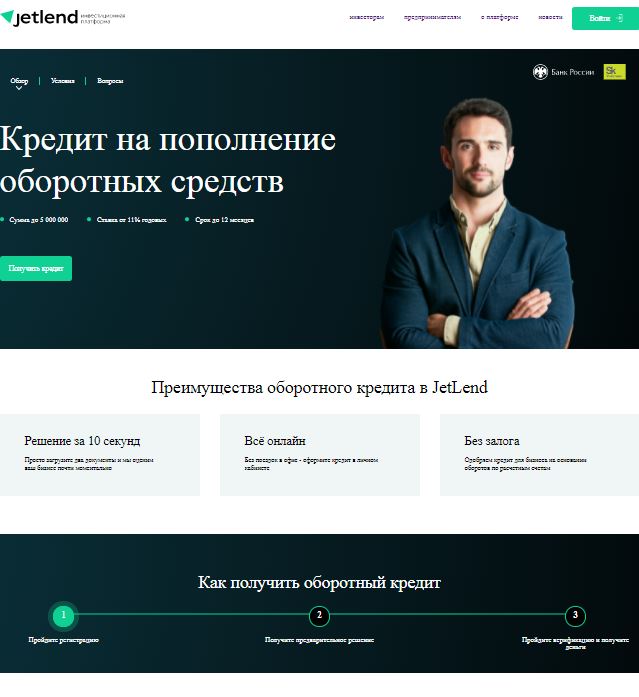 jetlend инвестиционная
платформа
инвесторам предпринимателям о платформе новости Войти
Банк России Sk
Обзор Условия Вопросы
Кредит на пополнение
оборотных средств
Сумма до 5 000 000 Ставка от 11% годовых Срок до 12 месяцев
Получить кредит
Преимущества оборотного кредита в JetLend
Решение за 10 секунд
Просто загрузите два документа и мы оценим
ваш бизнес почти моментально
Всё онлайн
Без поездок в офис - оформите кредит в личном
кабинете
Без залога
Одобряем кредит для бизнеса на основании
оборотов по расчетным счетам
Как получить оборотный кредит
1 2 3
Пройдите регистрацию Получите предварительное решение Пройдите верификацию и получите
деньги